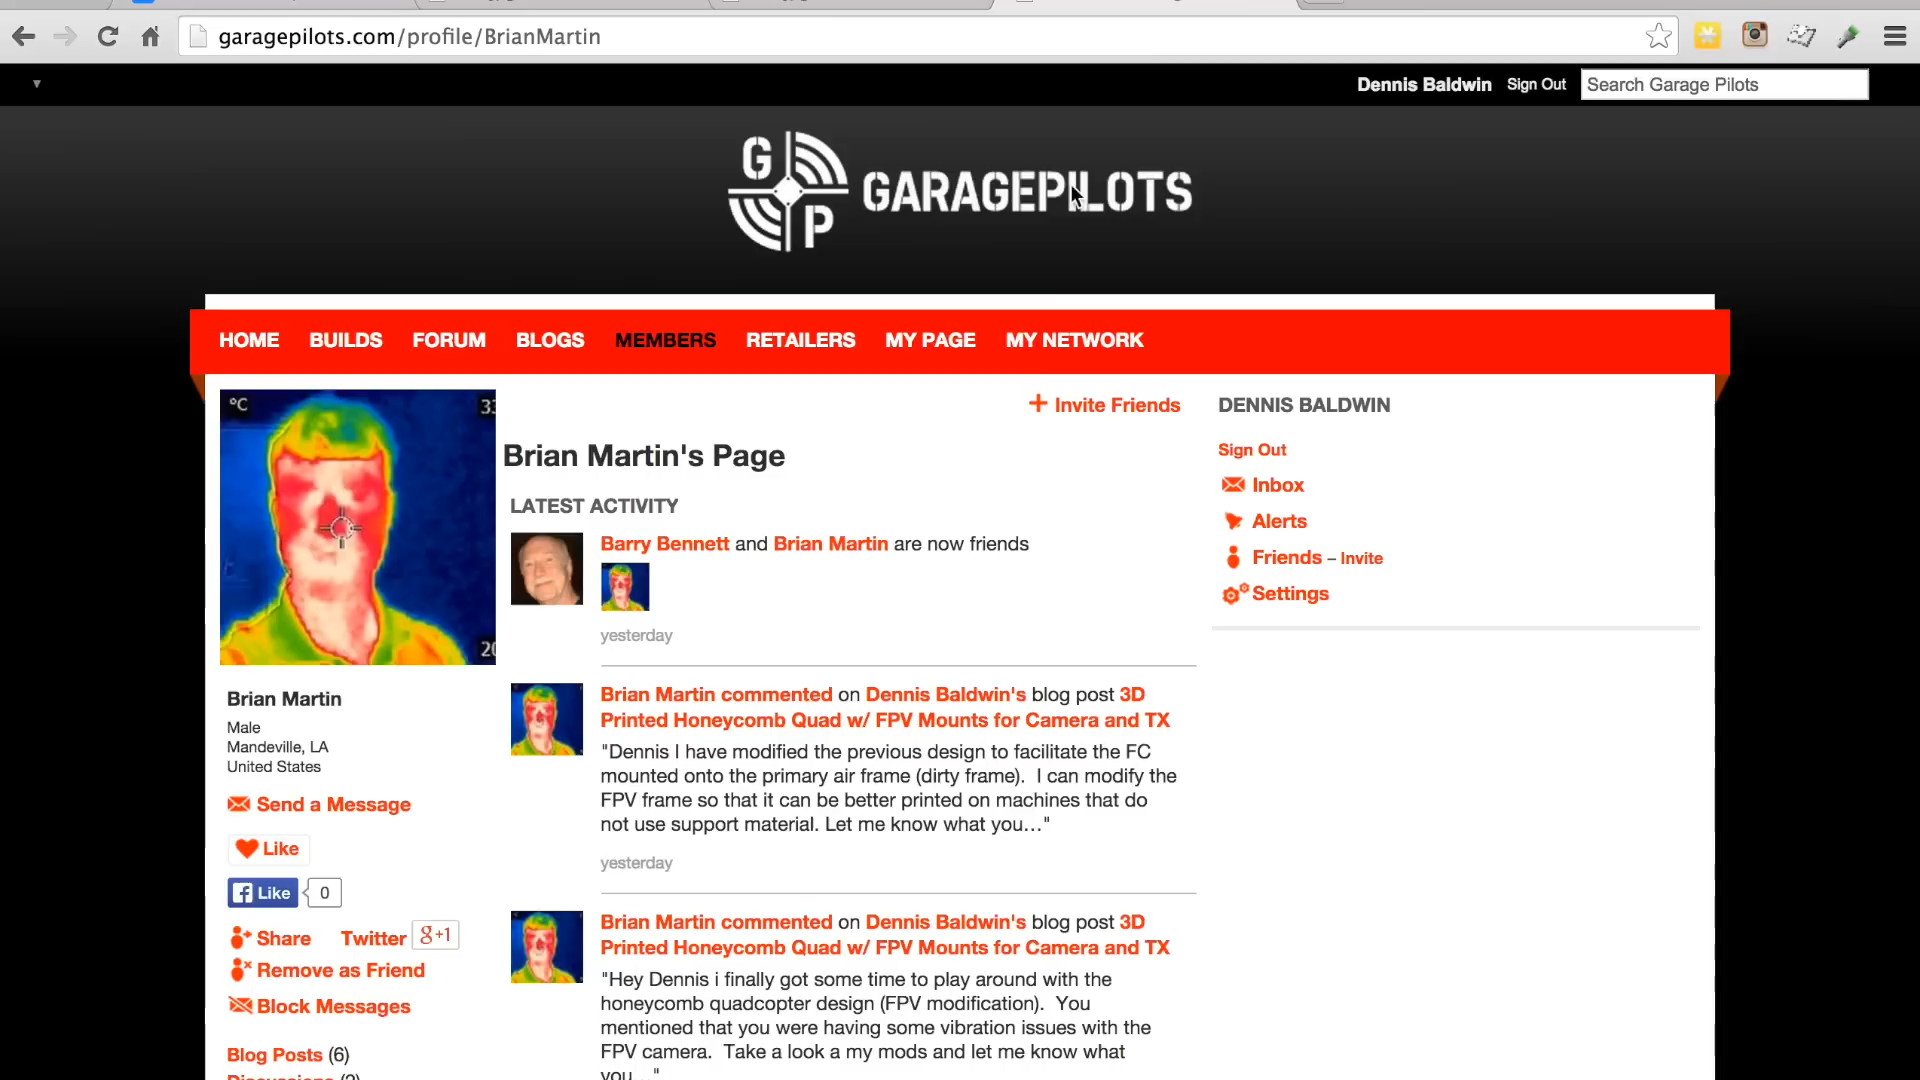 garagepilots.com/profile/BrianMartin
Dennis Baldwin Sign Out Search Garage Pilots
G P GARAGEPILOTS
HOME BUILDS FORUM BLOGS MEMBERS RETAILERS MY PAGE MY NETWORK
°C
20
Brian Martin
Male
Mandeville, LA
United States
Send a Message
Like
Like 0
Share Twitter g+1
Remove as Friend
Block Messages
Blog Posts (6)
+ Invite Friends
Brian Martin's Page
LATEST ACTIVITY
Barry Bennett and Brian Martin are now friends
yesterday
Brian Martin commented on Dennis Baldwin's blog post 3D
Printed Honeycomb Quad w/ FPV Mounts for Camera and TX
"Dennis I have modified the previous design to facilitate the FC
mounted onto the primary air frame (dirty frame).  I can modify the
FPV frame so that it can be better printed on machines that do
not use support material. Let me know what you…"
yesterday
Brian Martin commented on Dennis Baldwin's blog post 3D
Printed Honeycomb Quad w/ FPV Mounts for Camera and TX
"Hey Dennis i finally got some time to play around with the
honeycomb quadcopter design (FPV modification).  You
mentioned that you were having some vibration issues with the
FPV camera.  Take a look a my mods and let me know what
you…"
DENNIS BALDWIN
Sign Out
Inbox
Alerts
Friends – Invite
Settings